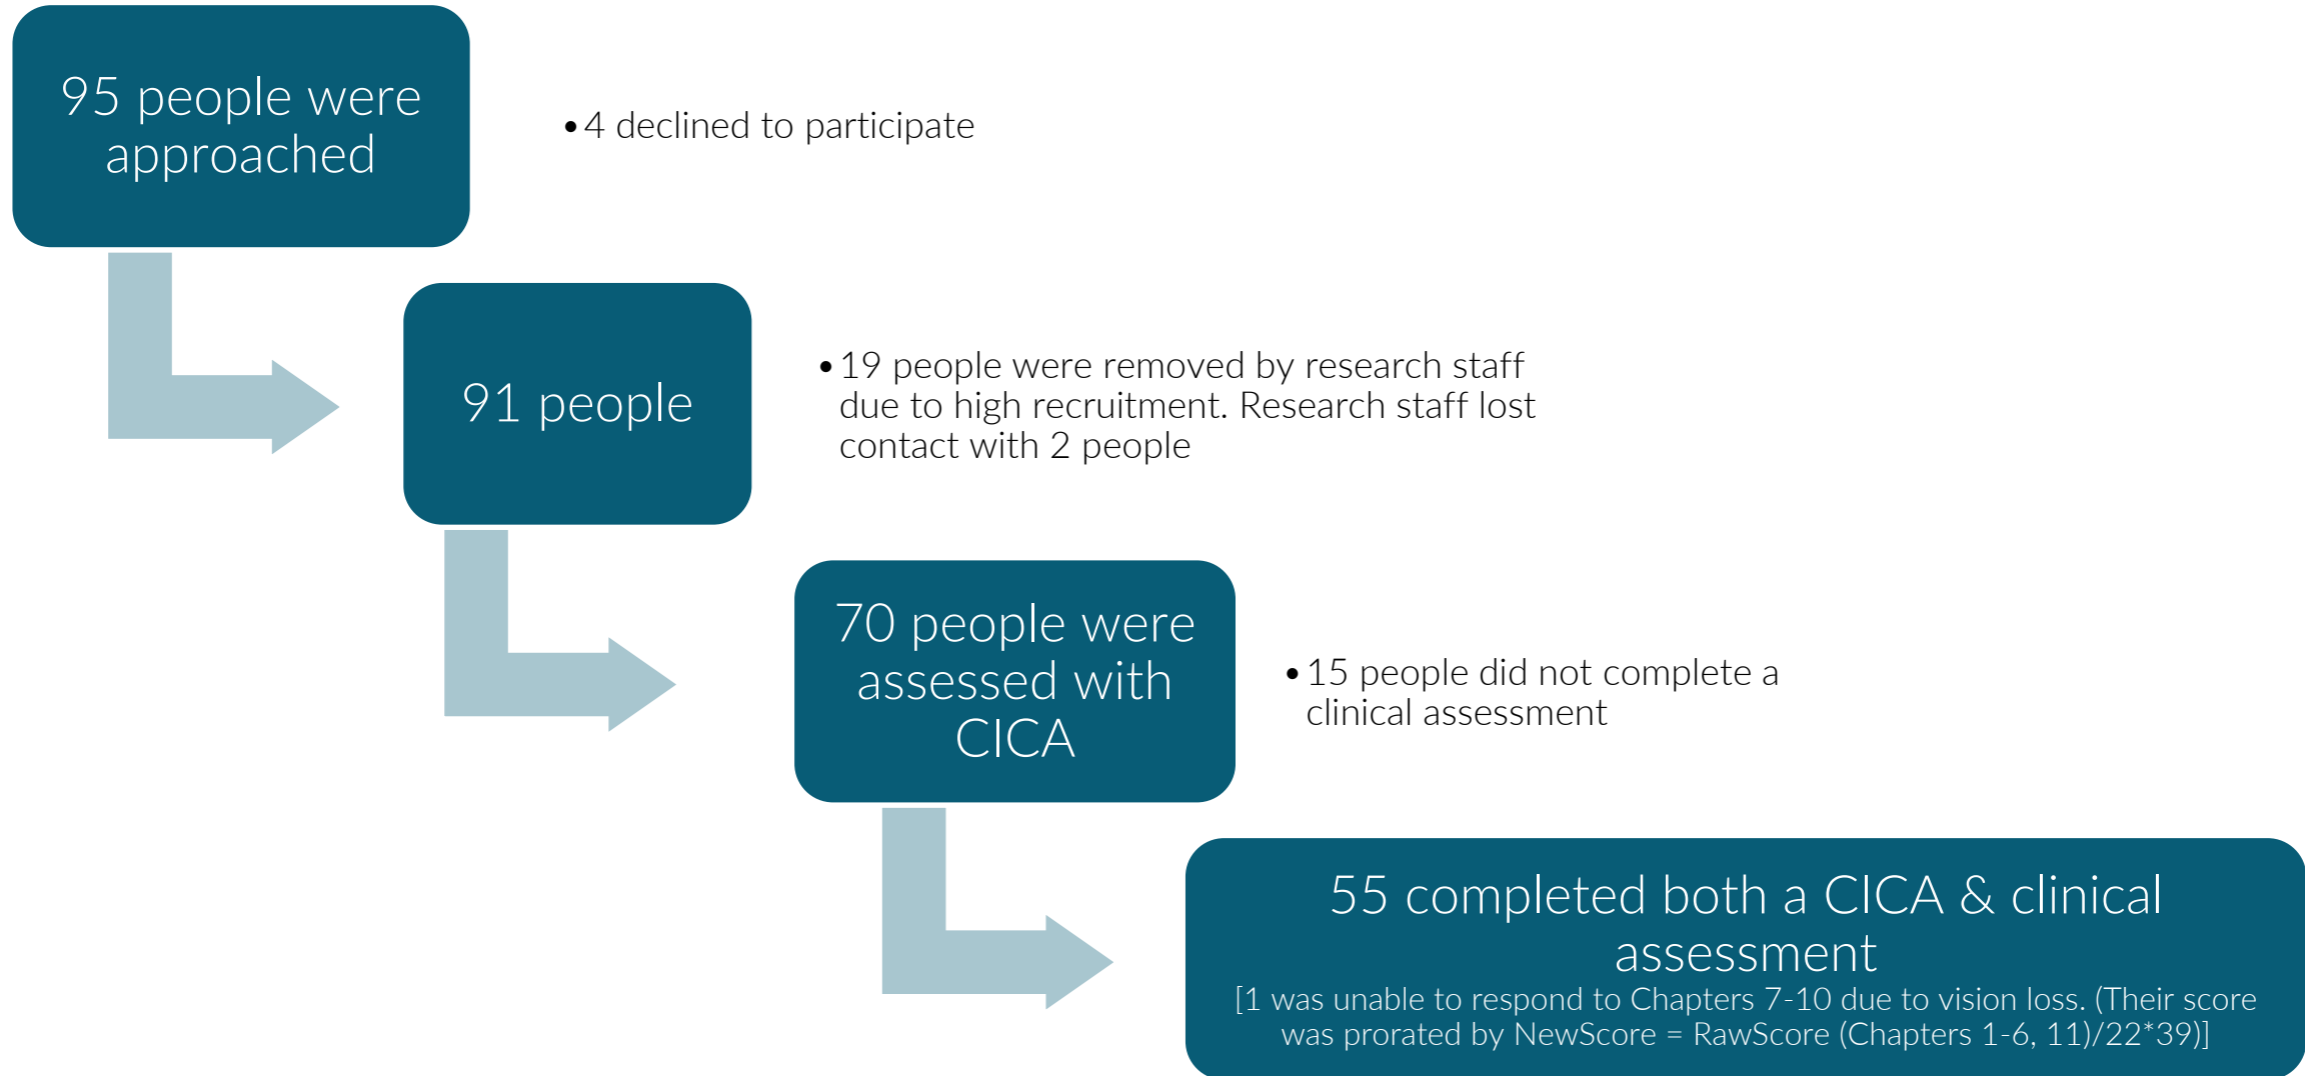 95 people were
approached
•4 declined to participate
91 people
•19 people were removed by research staff
due to high recruitment. Research staff lost
contact with 2 people
70 people were
assessed with
CICA
•15 people did not complete a
clinical assessment
55 completed both a CICA & clinical
assessment
[1 was unable to respond to Chapters 7-10 due to vision loss. (Their score
was prorated by NewScore = RawScore (Chapters 1-6, 11)/22*39)]